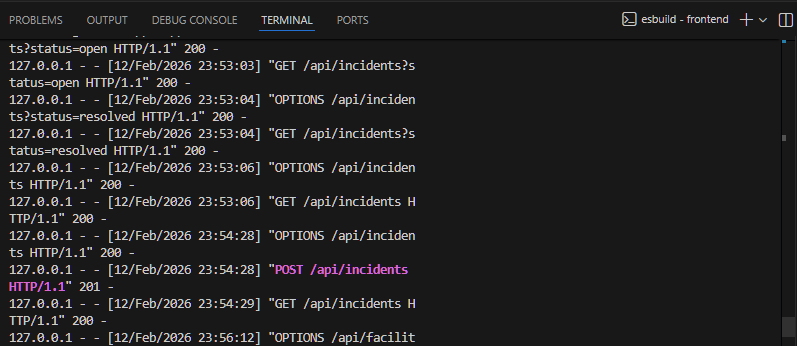 PROBLEMS OUTPUT DEBUG CONSOLE TERMINAL PORTS esbuild - frontend
ts?status=open HTTP/1.1" 200 -
127.0.0.1 - - [12/Feb/2026 23:53:03] "GET /api/incidents?s
tatus=open HTTP/1.1" 200 -
127.0.0.1 - - [12/Feb/2026 23:53:04] "OPTIONS /api/inciden
ts?status=resolved HTTP/1.1" 200 -
127.0.0.1 - - [12/Feb/2026 23:53:04] "GET /api/incidents?s
tatus=resolved HTTP/1.1" 200 -
127.0.0.1 - - [12/Feb/2026 23:53:06] "OPTIONS /api/inciden
ts HTTP/1.1" 200 -
127.0.0.1 - - [12/Feb/2026 23:53:06] "GET /api/incidents H
TTP/1.1" 200 -
127.0.0.1 - - [12/Feb/2026 23:54:28] "OPTIONS /api/inciden
ts HTTP/1.1" 200 -
127.0.0.1 - - [12/Feb/2026 23:54:28] "POST /api/incidents
HTTP/1.1" 201 -
127.0.0.1 - - [12/Feb/2026 23:54:29] "GET /api/incidents H
TTP/1.1" 200 -
127.0.0.1 - - [12/Feb/2026 23:56:12] "OPTIONS /api/facilit